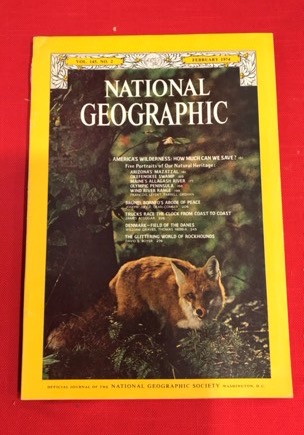 VOL. 145, NO. 2
FEBRUARY 1974
NATIONAL
GEOGRAPHIC
AMERICA'S WILDERNESS: HOW MUCH CAN WE SAVE?
Five Portraits of Our Natural Heritage:
ARIZONA'S MAZATZAL
OKEFENOKEE SWAMP
MAINE'S ALLAGASH RIVER
OLYMPIC PENINSULA
WIND RIVER RANGE
BRUNEI, BORNEO'S ABODE OF PEACE
TRUCKS RACE THE CLOCK FROM COAST TO COAST
DENMARK—FIELD OF THE DANES
THE GLITTERING WORLD OF ROCKHOUNDS
OFFICIAL JOURNAL OF THE NATIONAL GEOGRAPHIC SOCIETY WASHINGTON, D.C.